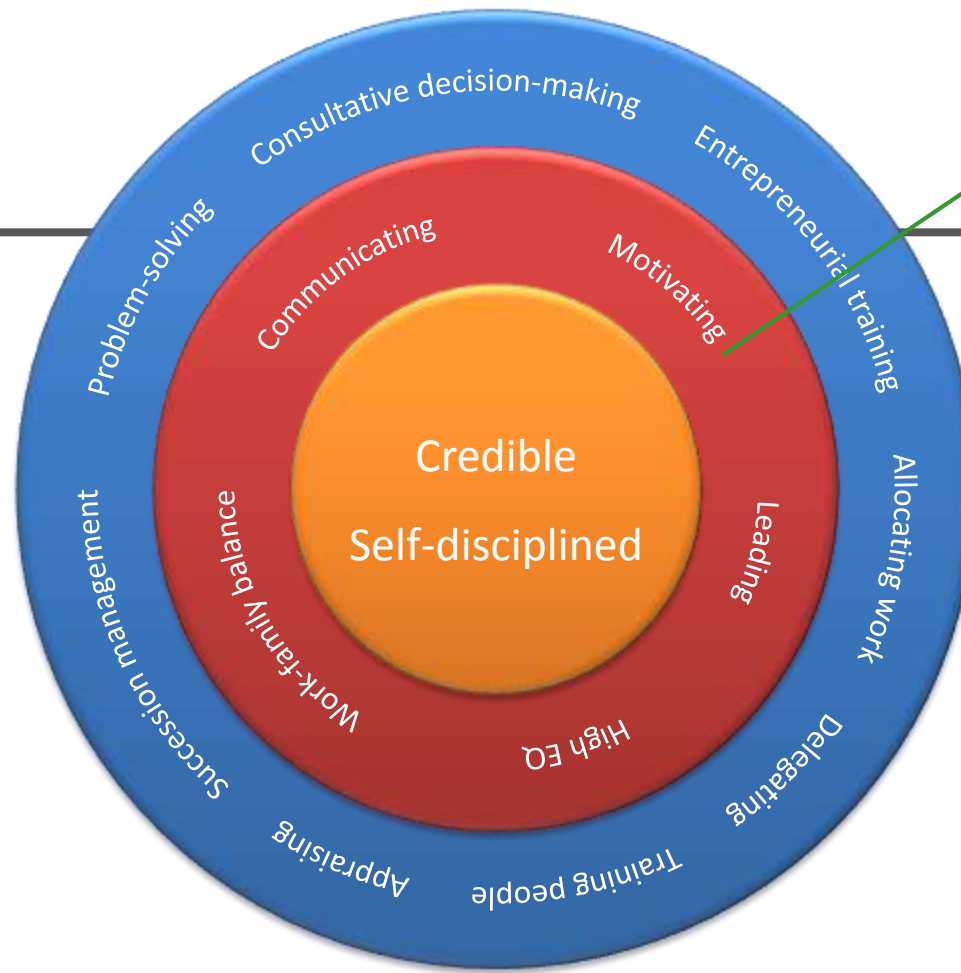 Consultative decision-making
Entrepreneurial training
Allocating work
Delegating
Training people
Appraising
Succession management
Problem-solving
Communicating
Motivating
Leading
High EQ
Work-family balance
Credible
Self-disciplined